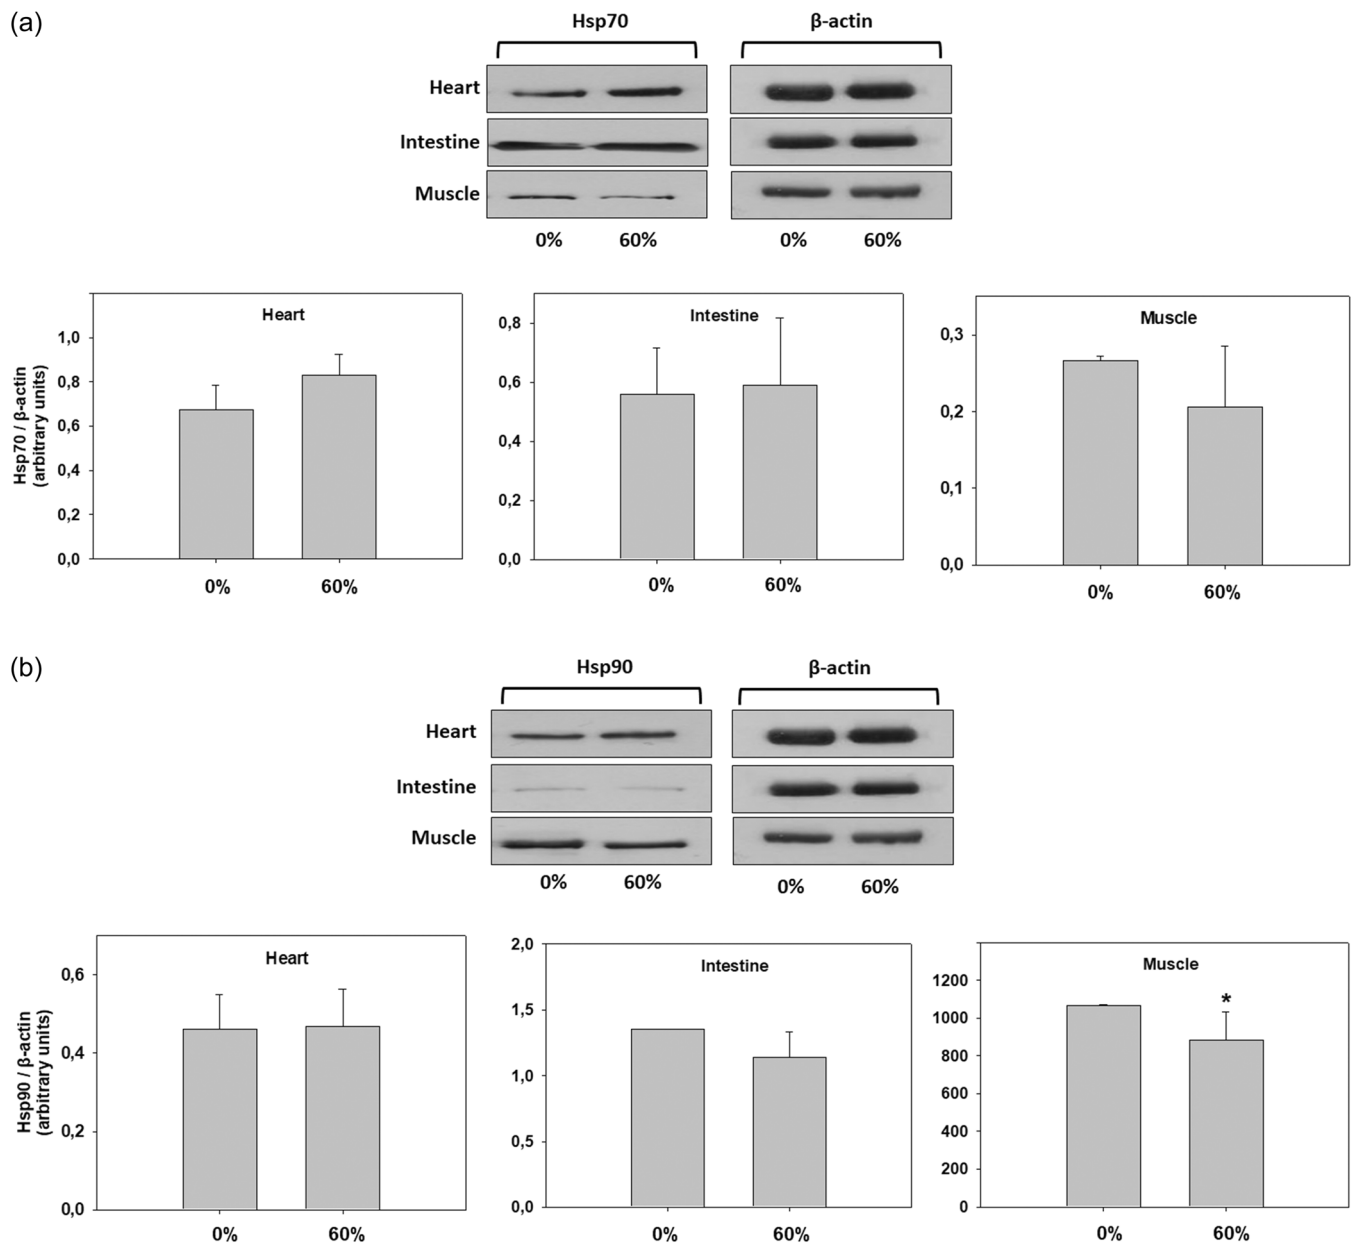 (a)
Hsp70 β-actin
Heart
Intestine
Muscle
0% 60% 0% 60%
Hsp70 / β-actin
(arbitrary units)
Heart
1,0
0,8
0,6
0,4
0,2
0,0
0% 60%
Intestine
0,8
0,6
0,4
0,2
0,0
0% 60%
Muscle
0,3
0,2
0,1
0,0
0% 60%
(b)
Hsp90 β-actin
Heart
Intestine
Muscle
0% 60% 0% 60%
Hsp90 / β-actin
(arbitrary units)
Heart
0,6
0,4
0,2
0,0
0% 60%
Intestine
2,0
1,5
1,0
0,5
0,0
0% 60%
Muscle
1200
1000
800
600
400
200
0
*
0% 60%